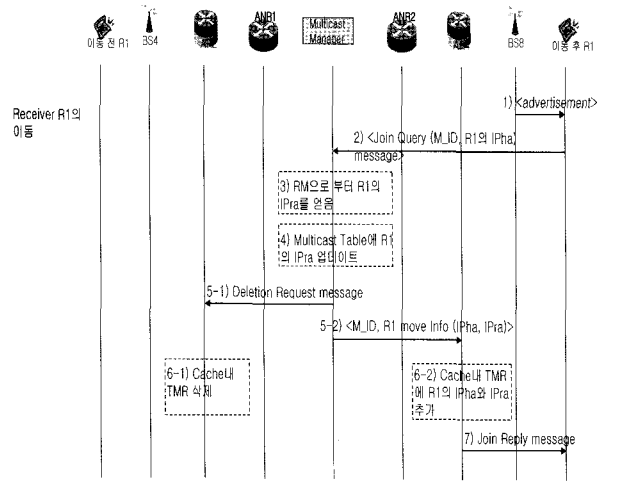 ANR1
Multicast
Manager
ANR2
이동 전 R1
BS4
BS8
이동 후 R1
Receiver R1의
이동
1) <advertisement>
2) <Join Query (M_ID, R1의 IPha)
message>
3) RM으로 부터 R1의
IPra를 얻음
4) Multicast Table에 R1
의 IPra 업데이트
5-1) Deletion Request message
5-2) <M_ID, R1 move Info (IPha, IPra)>
6-1) Cache내
TMR 삭제
6-2) Cache내 TMR
에 R1의 IPha와 IPra
추가
7) Join Reply message